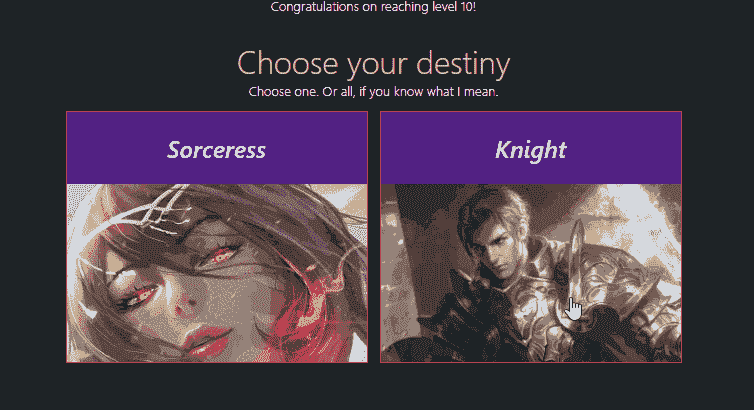 Congratulations on reaching level 10!
Choose your destiny
Choose one. Or all, if you know what I mean.
Sorceress
Knight